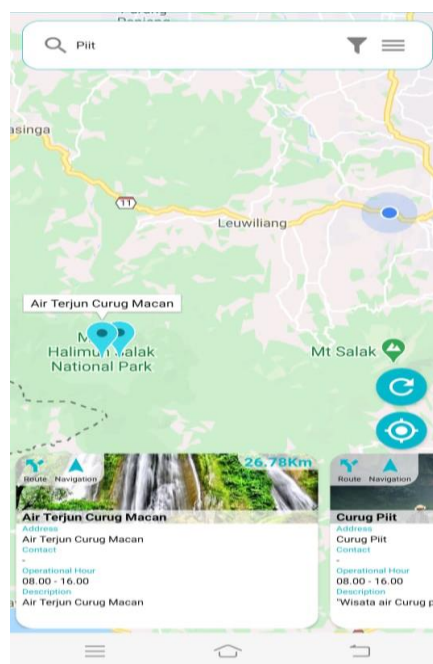 Parung
Panjang
Piit
asinga
11
Leuwiliang
Air Terjun Curug Macan
Halimun Salak
National Park
Mt Salak
26.78Km
Route Navigation
Route Navigation
Air Terjun Curug Macan
Address
Air Terjun Curug Macan
Contact
-
Operational Hour
08.00 - 16.00
Description
Air Terjun Curug Macan
Curug Piit
Address
Curug Piit
Contact
-
Operational Hour
08.00 - 16.00
Description
"Wisata air Curug p